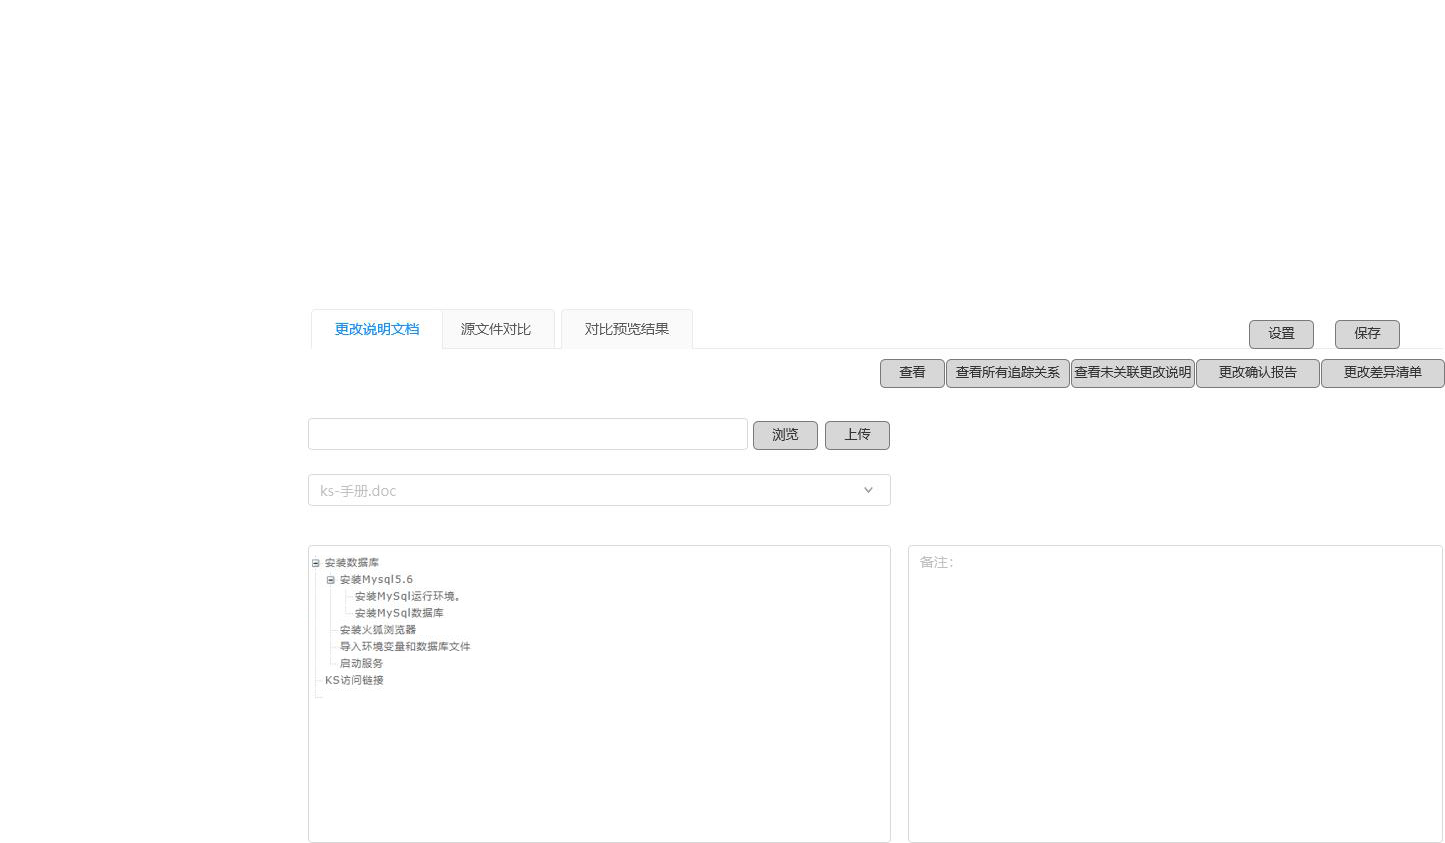 更改说明文档 源文件对比 对比预览结果 设置 保存
查看 查看所有追踪关系 查看未关联更改说明 更改确认报告 更改差异清单
浏览 上传
ks-手册.doc
安装数据库
安装Mysql5.6
安装MySql运行环境。
安装MySql数据库
安装火狐浏览器
导入环境变量和数据库文件
启动服务
KS访问链接
备注: